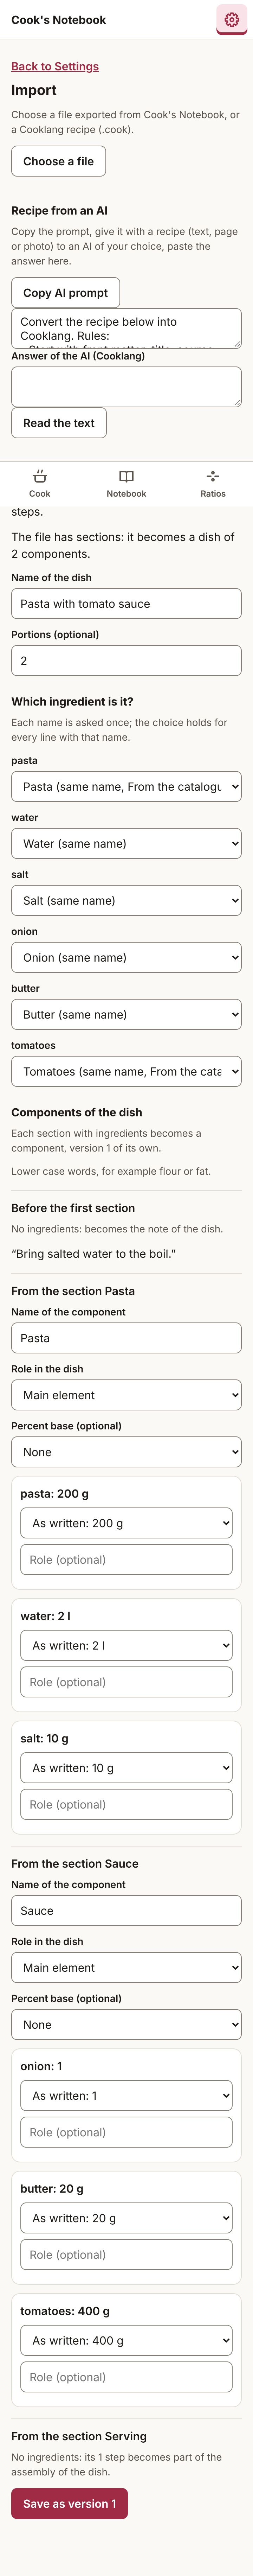 Cook's Notebook
Back to Settings
Import
Choose a file exported from Cook's Notebook, or
a Cooklang recipe (.cook).
Choose a file
Recipe from an AI
Copy the prompt, give it with a recipe (text, page
or photo) to an AI of your choice, paste the
answer here.
Copy AI prompt
Convert the recipe below into
Cooklang. Rules:
Answer of the AI (Cooklang)
Read the text
Cook
Notebook
Ratios
steps.
The file has sections: it becomes a dish of
2 components.
Name of the dish
Pasta with tomato sauce
Portions (optional)
2
Which ingredient is it?
Each name is asked once; the choice holds for
every line with that name.
pasta
Pasta (same name, From the catalogu
water
Water (same name)
salt
Salt (same name)
onion
Onion (same name)
butter
Butter (same name)
tomatoes
Tomatoes (same name, From the cata
Components of the dish
Each section with ingredients becomes a
component, version 1 of its own.
Lower case words, for example flour or fat.
Before the first section
No ingredients: becomes the note of the dish.
“Bring salted water to the boil.”
From the section Pasta
Name of the component
Pasta
Role in the dish
Main element
Percent base (optional)
None
pasta: 200 g
As written: 200 g
Role (optional)
water: 2 l
As written: 2 l
Role (optional)
salt: 10 g
As written: 10 g
Role (optional)
From the section Sauce
Name of the component
Sauce
Role in the dish
Main element
Percent base (optional)
None
onion: 1
As written: 1
Role (optional)
butter: 20 g
As written: 20 g
Role (optional)
tomatoes: 400 g
As written: 400 g
Role (optional)
From the section Serving
No ingredients: its 1 step becomes part of the
assembly of the dish.
Save as version 1